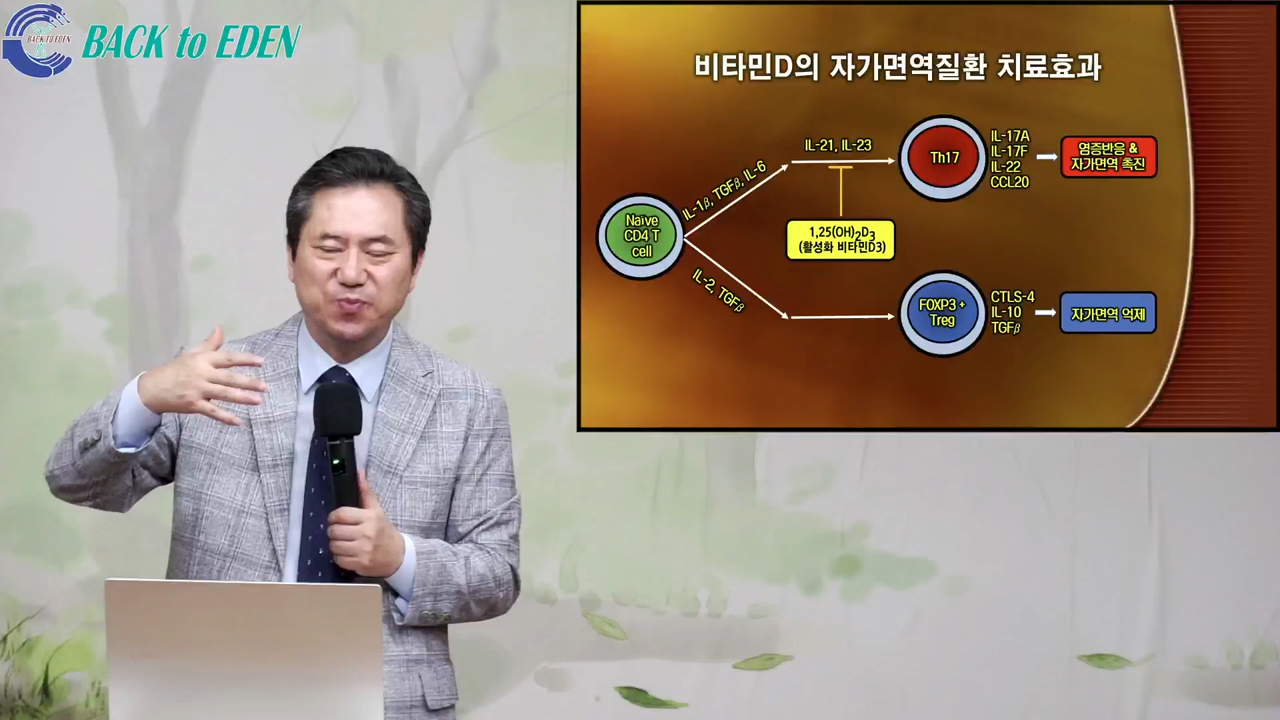 BACK TO EDEN
BACK to EDEN
비타민D의 자가면역질환 치료효과
IL-1β, TGFβ, IL-6
IL-21, IL-23
Th17
IL-17A
IL-17F
IL-22
CCL20
염증반응 &
자가면역 촉진
Naïve
CD4 T
cell
1,25(OH)2D3
(활성화 비타민D3)
IL-2, TGFβ
FOXP3 +
Treg
CTLS-4
IL-10
TGFβ
자가면역 억제